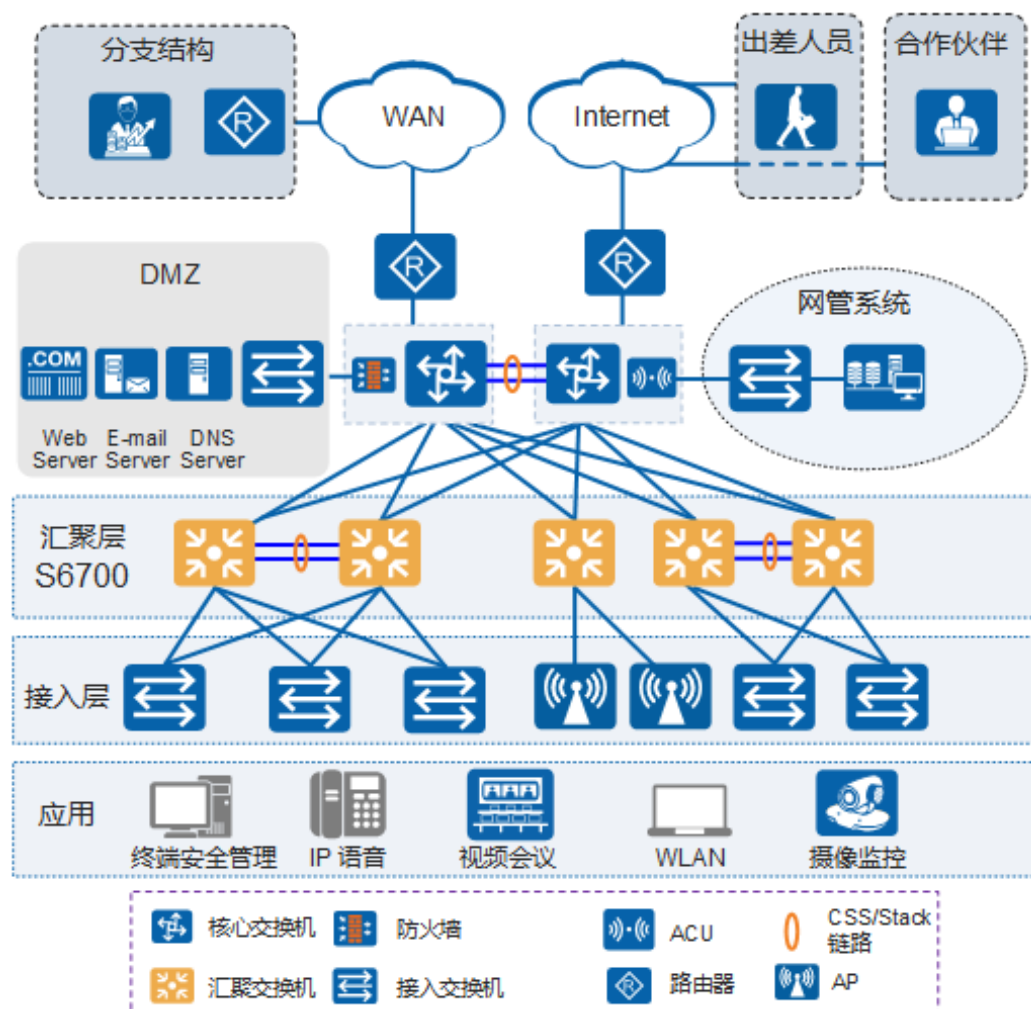 分支结构
WAN
Internet
出差人员
合作伙伴
R
R
R
DMZ
网管系统
.COM
Web
Server
E-mail
Server
DNS
Server
汇聚层
S6700
接入层
应用
终端安全管理
IP 语音
视频会议
WLAN
摄像监控
核心交换机
防火墙
ACU
CSS/Stack
链路
汇聚交换机
接入交换机
R
路由器
AP